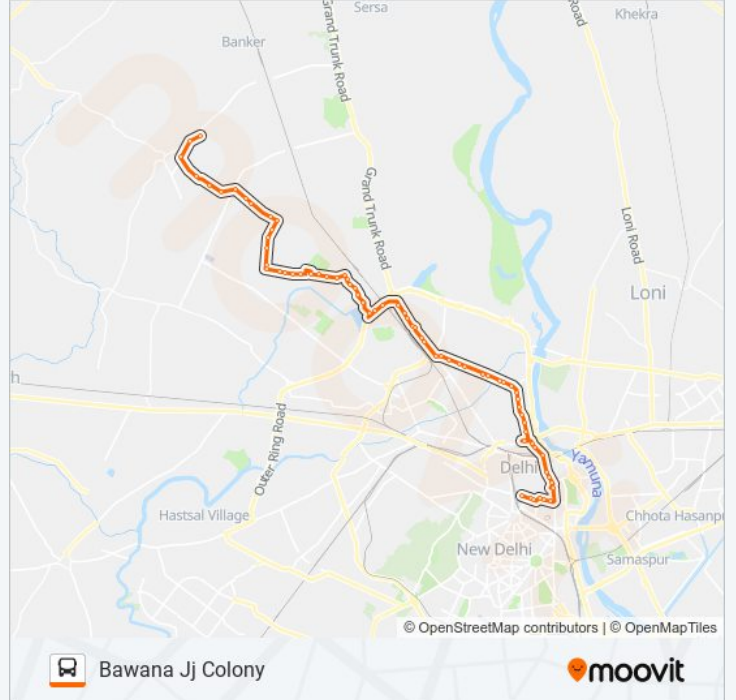 Sersa
Road
Khekra
Banker
Grand Trunk Road
Grand Trunk Road
Loni Road
Loni
h
Outer Ring Road
Delhi
Yamuna
Hastsal Village
Chhota Hasanpu
New Delhi
Samaspur
© OpenStreetMap contributors | © OpenMapTiles
Bawana Jj Colony
moovit